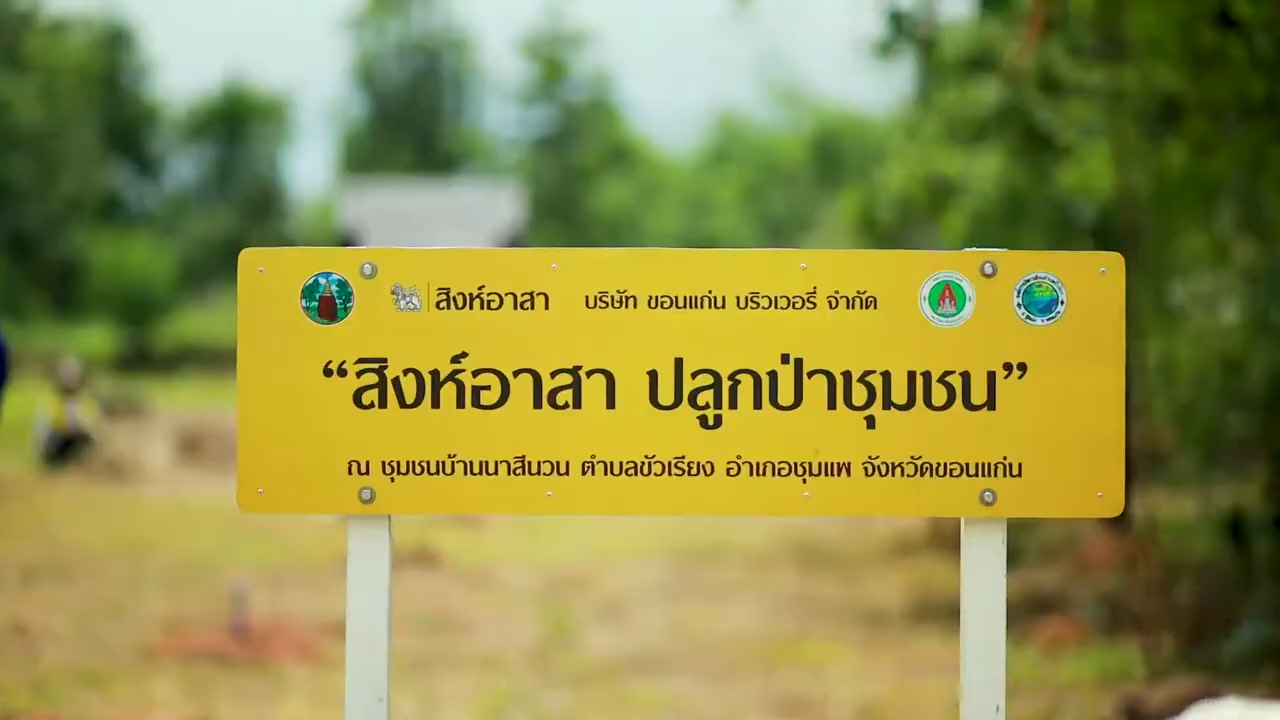 สิงห์อาสา บริษัท ขอนแก่น บริวเวอรี่ จำกัด
“สิงห์อาสา ปลูกป่าชุมชน”
ณ ชุมชนบ้านนาสีนวน ตำบลขัวเรียง อำเภอชุมแพ จังหวัดขอนแก่น